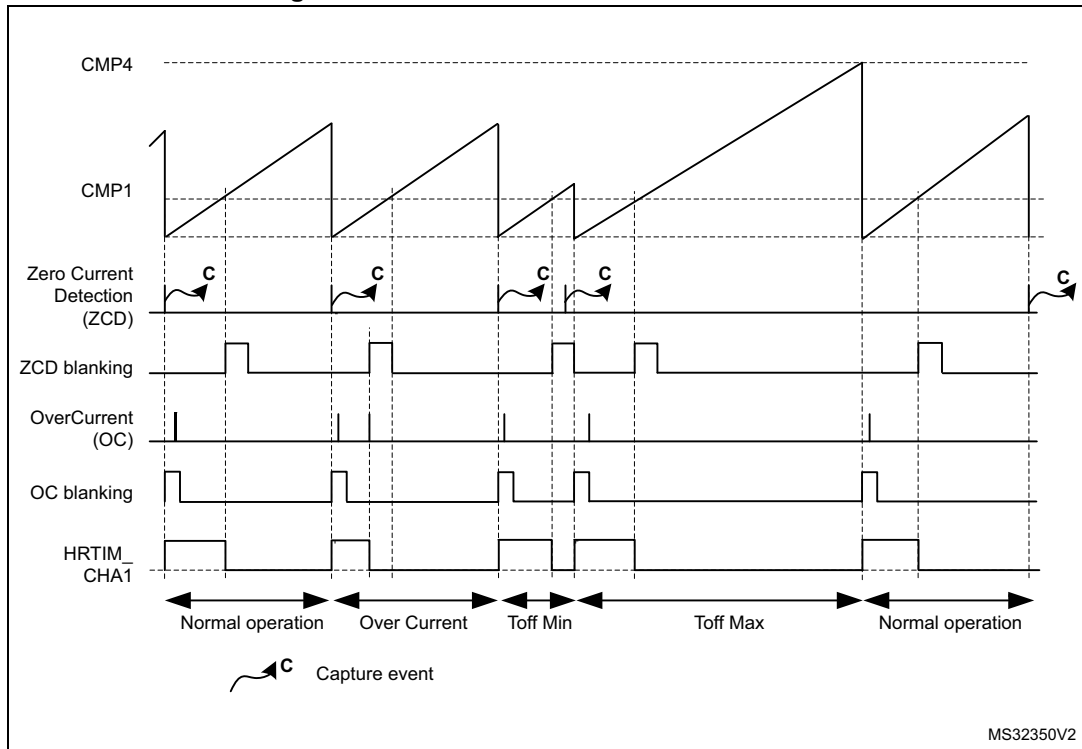 CMP4
CMP1
Zero Current
Detection
(ZCD)
C
C
C
C
C
ZCD blanking
OverCurrent
(OC)
OC blanking
HRTIM_
CHA1
Normal operation
Over Current
Toff Min
Toff Max
Normal operation
C
Capture event
MS32350V2